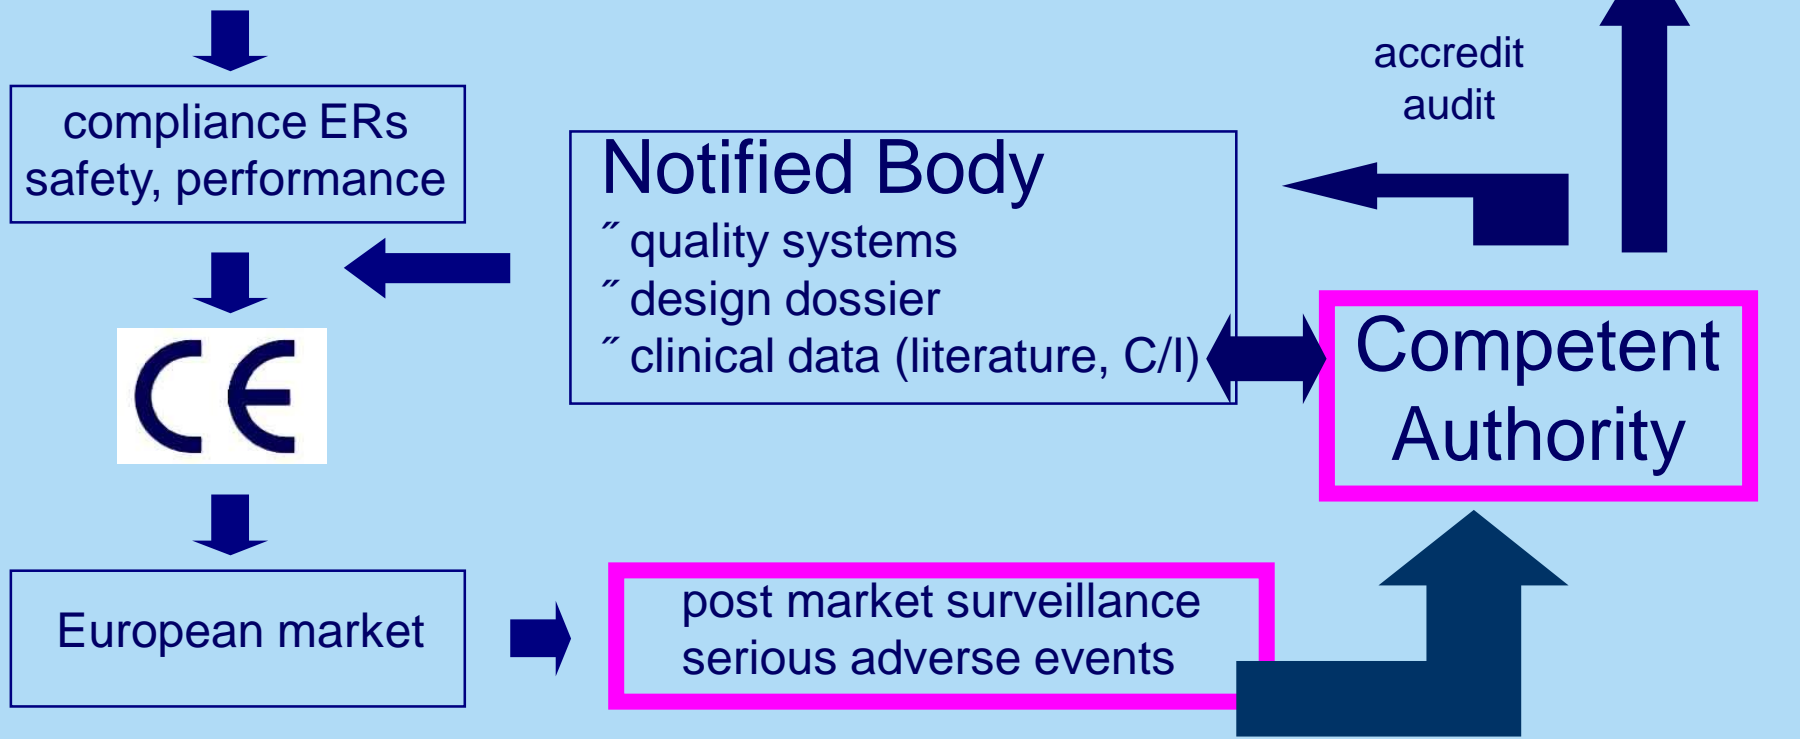 accredit
audit
compliance ERs
safety, performance
Notified Body
˝ quality systems
˝ design dossier
˝ clinical data (literature, C/I)
CE
Competent
Authority
European market
post market surveillance
serious adverse events